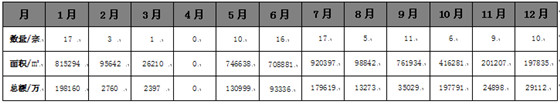 月 1月 2月 3月 4月 5月 6月 7月 8月 9月 10月 11月 12月
数量/宗 17 3 1 0 10 16 17 5 11 6 9 10
面积/㎡ 815294 95642 26210 0 746638 708881 920397 98842 761934 416281 201207 197835
总额/万 198160 2760 2397 0 130999 93336 179619 13273 35029 197791 24898 29112